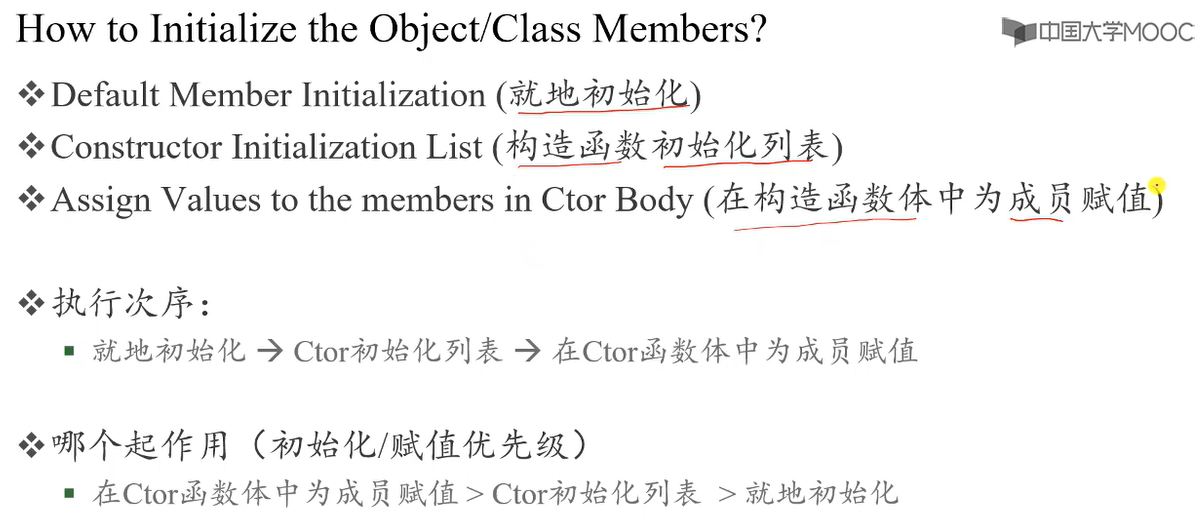 How to Initialize the Object/Class Members?
中国大学MOOC
❖Default Member Initialization (就地初始化)
❖Constructor Initialization List (构造函数初始化列表)
❖Assign Values to the members in Ctor Body (在构造函数体中为成员赋值)
❖执行次序：
▪ 就地初始化 → Ctor初始化列表 → 在Ctor函数体中为成员赋值
❖哪个起作用（初始化/赋值优先级）
▪ 在Ctor函数体中为成员赋值 > Ctor初始化列表 > 就地初始化